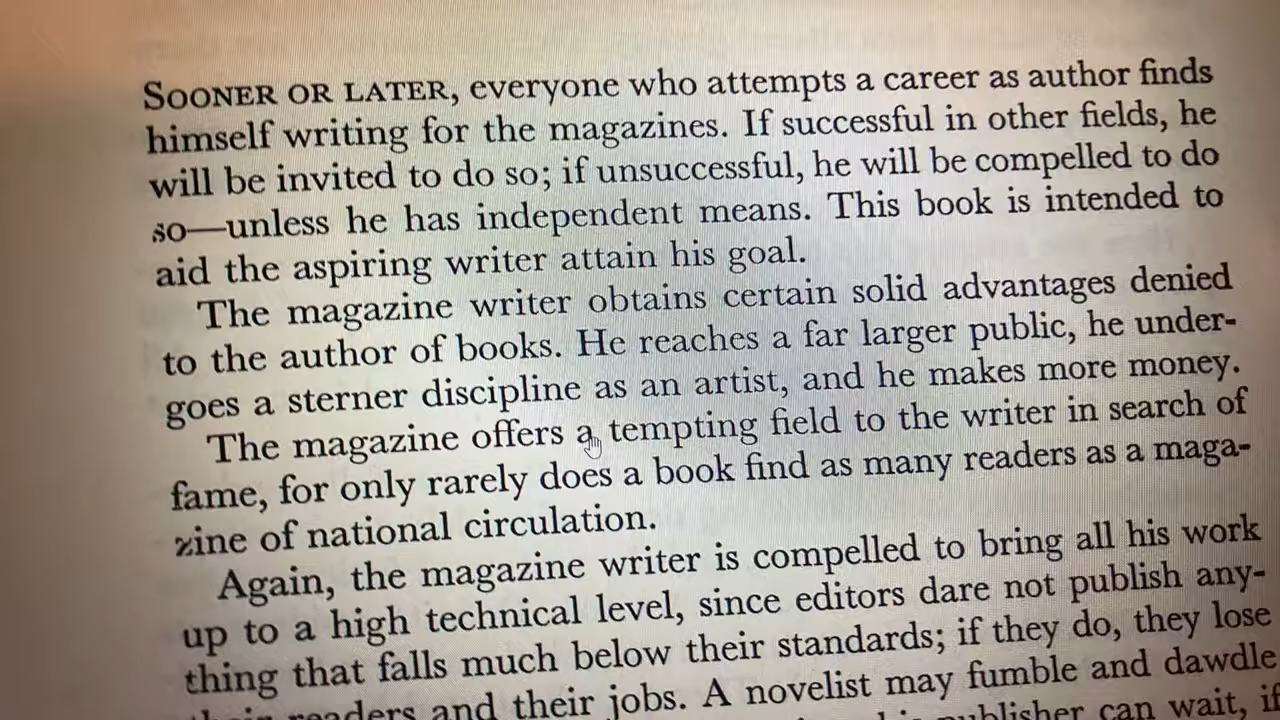 SOONER OR LATER, everyone who attempts a career as author finds
himself writing for the magazines. If successful in other fields, he
will be invited to do so; if unsuccessful, he will be compelled to do
so—unless he has independent means. This book is intended to
aid the aspiring writer attain his goal.
The magazine writer obtains certain solid advantages denied
to the author of books. He reaches a far larger public, he under-
goes a sterner discipline as an artist, and he makes more money.
The magazine offers a tempting field to the writer in search of
fame, for only rarely does a book find as many readers as a maga-
zine of national circulation.
Again, the magazine writer is compelled to bring all his work
up to a high technical level, since editors dare not publish any-
thing that falls much below their standards; if they do, they lose
their readers and their jobs. A novelist may fumble and dawdle
publisher can wait, if